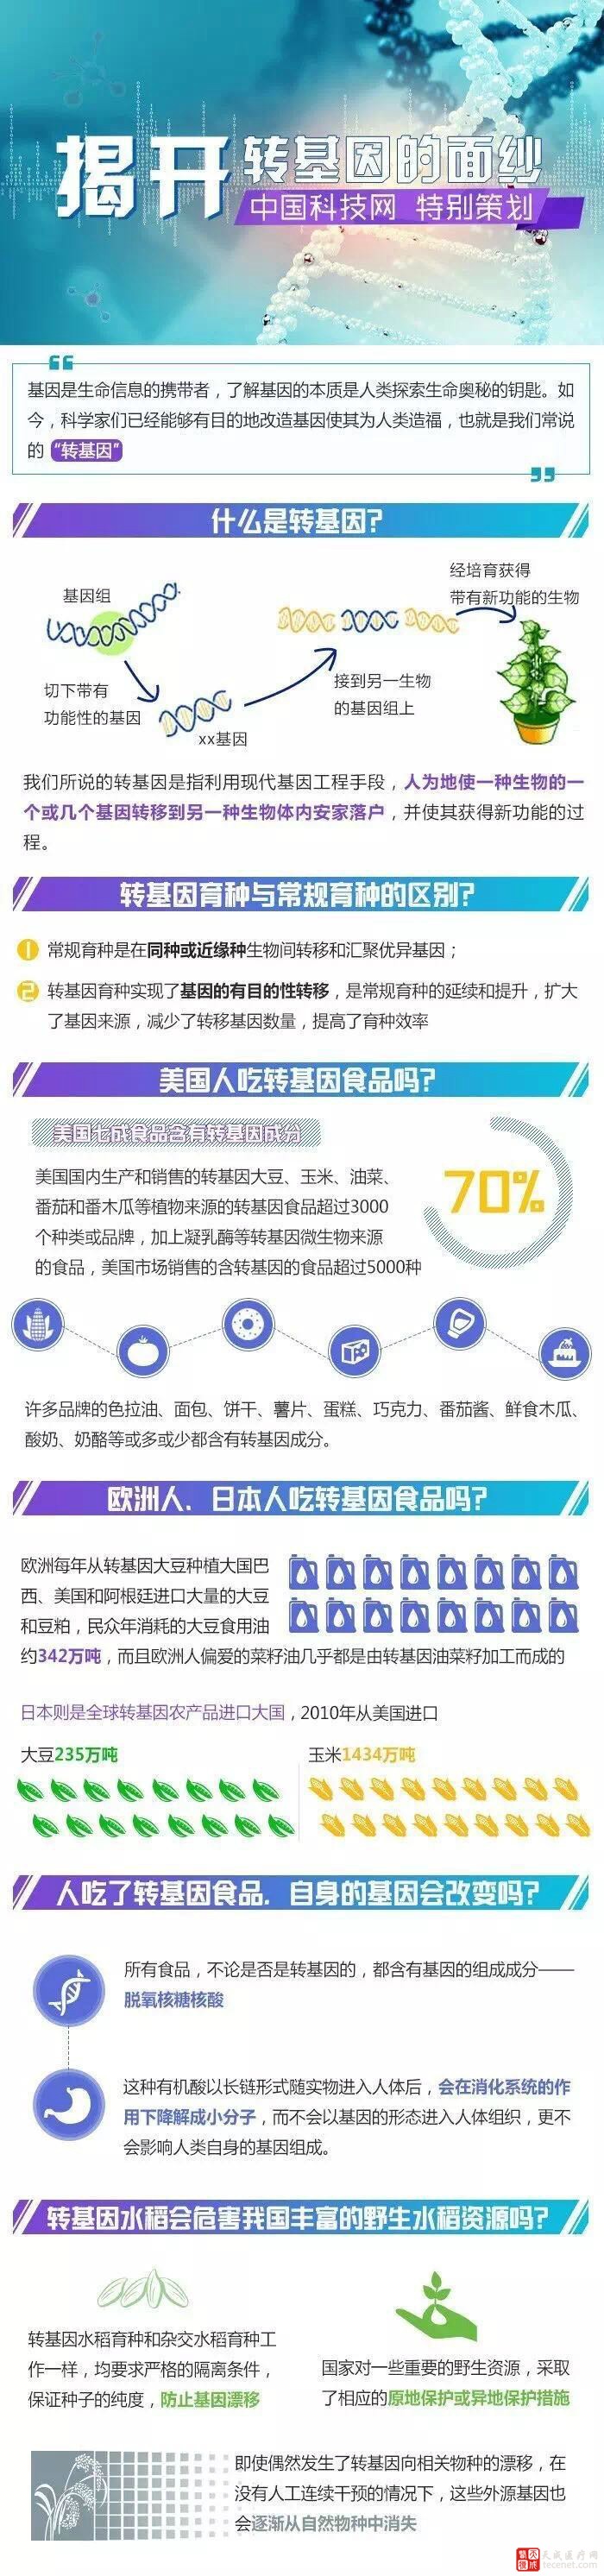 揭开转基因的面纱
中国科技网 特别策划
基因是生命信息的携带者，了解基因的本质是人类探索生命奥秘的钥匙。如
今，科学家们已经能够有目的地改造基因使其为人类造福，也就是我们常说
的“转基因”
什么是转基因?
经培育获得
带有新功能的生物
基因组
切下带有
功能性的基因
xx基因
接到另一生物
的基因组上
我们所说的转基因是指利用现代基因工程手段，人为地使一种生物的一
个或几个基因转移到另一种生物体内安家落户，并使其获得新功能的过
程。
转基因育种与常规育种的区别?
1 常规育种是在同种或近缘种生物间转移和汇聚优异基因；
2 转基因育种实现了基因的有目的性转移，是常规育种的延续和提升，扩大
了基因来源，减少了转移基因数量，提高了育种效率
美国人吃转基因食品吗?
美国七成食品含有转基因成分
70%
美国国内生产和销售的转基因大豆、玉米、油菜、
番茄和番木瓜等植物来源的转基因食品超过3000
个种类或品牌，加上凝乳酶等转基因微生物来源
的食品，美国市场销售的含转基因的食品超过5000种
许多品牌的色拉油、面包、饼干、薯片、蛋糕、巧克力、番茄酱、鲜食木瓜、
酸奶、奶酪等或多或少都含有转基因成分。
欧洲人、日本人吃转基因食品吗?
欧洲每年从转基因大豆种植大国巴
西、美国和阿根廷进口大量的大豆
和豆粕，民众年消耗的大豆食用油
约342万吨，而且欧洲人偏爱的菜籽油几乎都是由转基因油菜籽加工而成的
日本则是全球转基因农产品进口大国，2010年从美国进口
大豆235万吨
玉米1434万吨
人吃了转基因食品，自身的基因会改变吗?
所有食品，不论是否是转基因的，都含有基因的组成成分——
脱氧核糖核酸
这种有机酸以长链形式随实物进入人体后，会在消化系统的作
用下降解成小分子，而不会以基因的形态进入人体组织，更不
会影响人类自身的基因组成。
转基因水稻会危害我国丰富的野生水稻资源吗?
转基因水稻育种和杂交水稻育种工
作一样，均要求严格的隔离条件，
保证种子的纯度，防止基因漂移
国家对一些重要的野生资源，采取
了相应的原地保护或异地保护措施
即使偶然发生了转基因向相关物种的漂移，在
没有人工连续干预的情况下，这些外源基因也
会逐渐从自然物种中消失
天成医疗网
tecenet.com